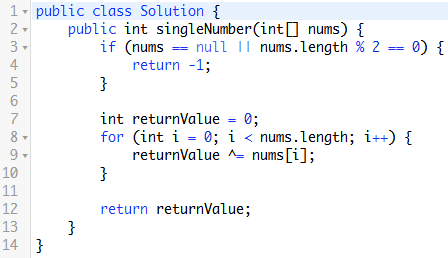 1 public class Solution {
2 public int singleNumber(int[] nums) {
3 if (nums == null || nums.length % 2 == 0) {
4 return -1;
5 }
6
7 int returnValue = 0;
8 for (int i = 0; i < nums.length; i++) {
9 returnValue ^= nums[i];
10 }
11
12 return returnValue;
13 }
14 }